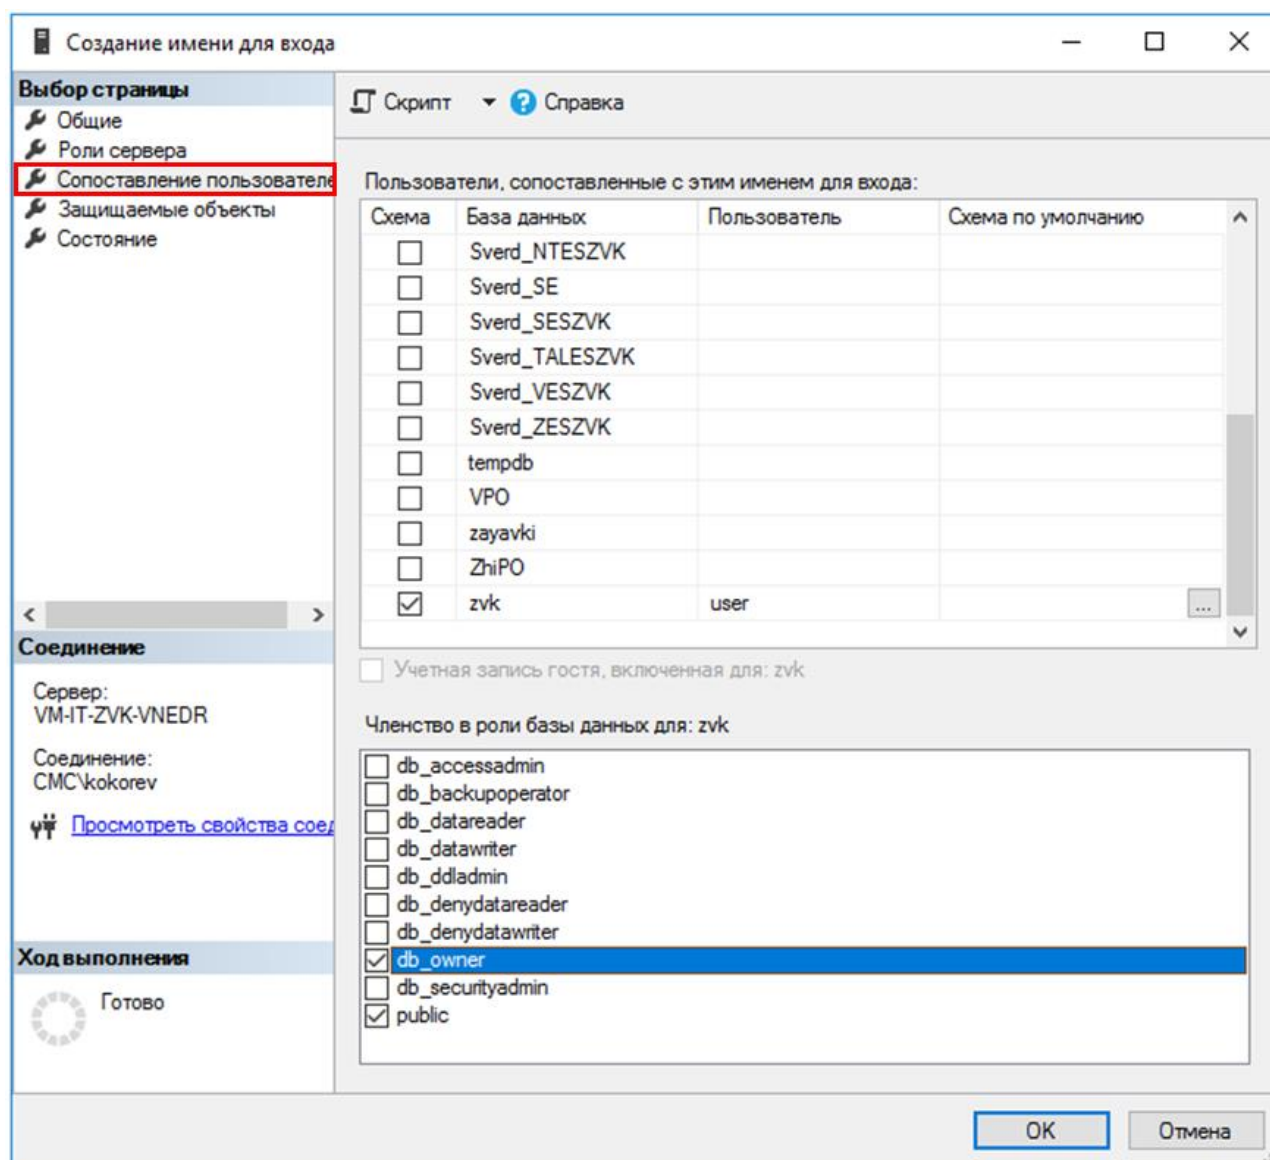 Создание имени для входа
Выбор страницы
Общие
Роли сервера
Сопоставление пользователе
Защищаемые объекты
Состояние
Скрипт Справка
Пользователи, сопоставленные с этим именем для входа:
Схема База данных Пользователь Схема по умолчанию
Sverd_NTESZVK
Sverd_SE
Sverd_SESZVK
Sverd_TALESZVK
Sverd_VESZVK
Sverd_ZESZVK
tempdb
VPO
zayavki
ZhiPO
zvk user ...
Учетная запись гостя, включенная для: zvk
Членство в роли базы данных для: zvk
db_accessadmin
db_backupoperator
db_datareader
db_datawriter
db_ddladmin
db_denydatareader
db_denydatawriter
db_owner
db_securityadmin
public
Соединение
Сервер:
VM-IT-ZVK-VNEDR
Соединение:
CMC\kokorev
Просмотреть свойства соед
Ход выполнения
Готово
OK Отмена